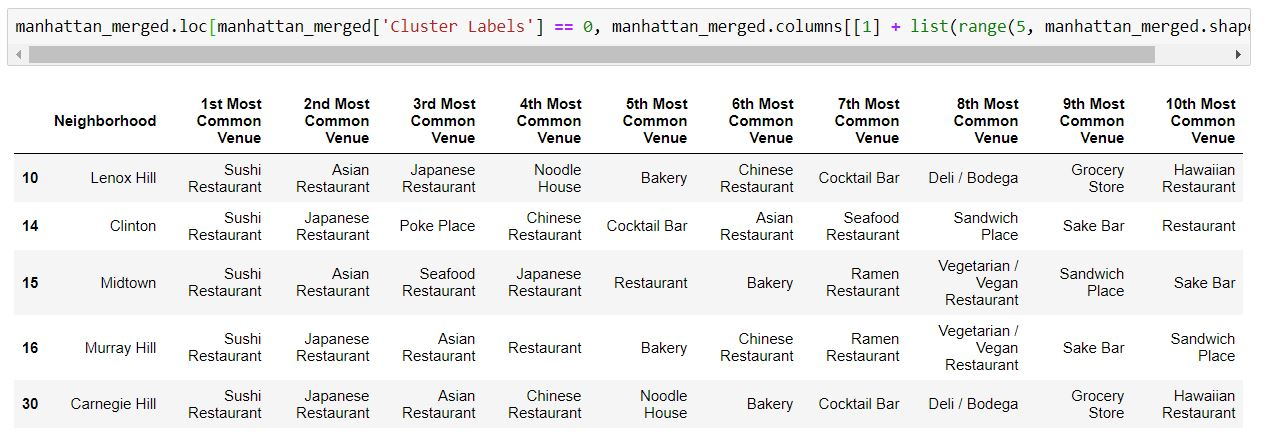 manhattan_merged.loc[manhattan_merged['Cluster Labels'] == 0, manhattan_merged.columns[[1] + list(range(5, manhattan_merged.shape
Neighborhood 1st Most Common Venue 2nd Most Common Venue 3rd Most Common Venue 4th Most Common Venue 5th Most Common Venue 6th Most Common Venue 7th Most Common Venue 8th Most Common Venue 9th Most Common Venue 10th Most Common Venue
10 Lenox Hill Sushi Restaurant Asian Restaurant Japanese Restaurant Noodle House Bakery Chinese Restaurant Cocktail Bar Deli / Bodega Grocery Store Hawaiian Restaurant
14 Clinton Sushi Restaurant Japanese Restaurant Poke Place Chinese Restaurant Cocktail Bar Asian Restaurant Seafood Restaurant Sandwich Place Sake Bar Restaurant
15 Midtown Sushi Restaurant Asian Restaurant Seafood Restaurant Japanese Restaurant Restaurant Bakery Ramen Restaurant Vegetarian / Vegan Restaurant Sandwich Place Sake Bar
16 Murray Hill Sushi Restaurant Japanese Restaurant Asian Restaurant Restaurant Bakery Chinese Restaurant Ramen Restaurant Vegetarian / Vegan Restaurant Sake Bar Sandwich Place
30 Carnegie Hill Sushi Restaurant Japanese Restaurant Asian Restaurant Chinese Restaurant Noodle House Bakery Cocktail Bar Deli / Bodega Grocery Store Hawaiian Restaurant